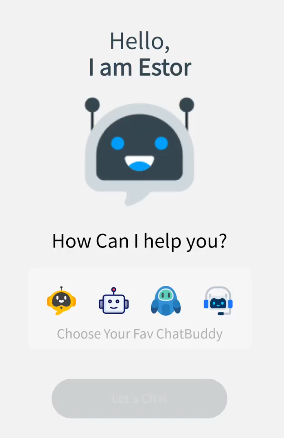 Hello,
I am Estor
How Can I help you?
Choose Your Fav ChatBuddy
Let's Chat